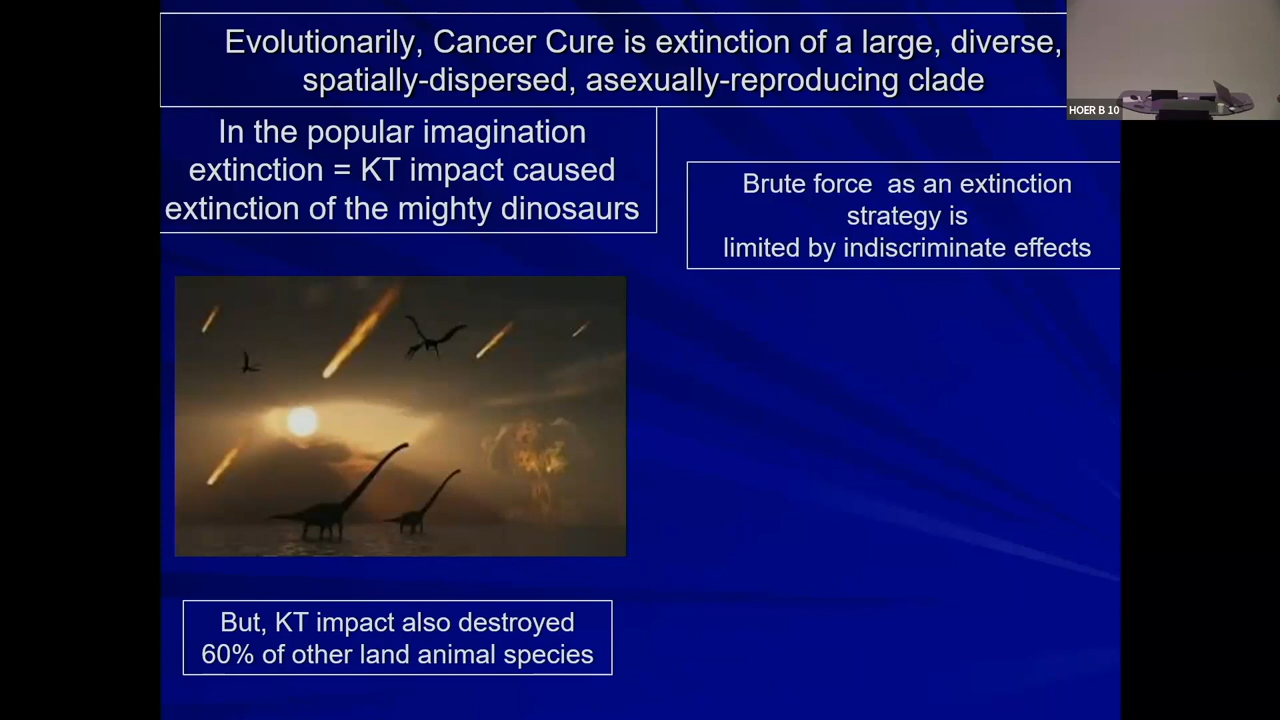 Evolutionarily, Cancer Cure is extinction of a large, diverse,
spatially-dispersed, asexually-reproducing clade
HOER B 10
In the popular imagination
extinction = KT impact caused
extinction of the mighty dinosaurs
Brute force as an extinction
strategy is
limited by indiscriminate effects
But, KT impact also destroyed
60% of other land animal species